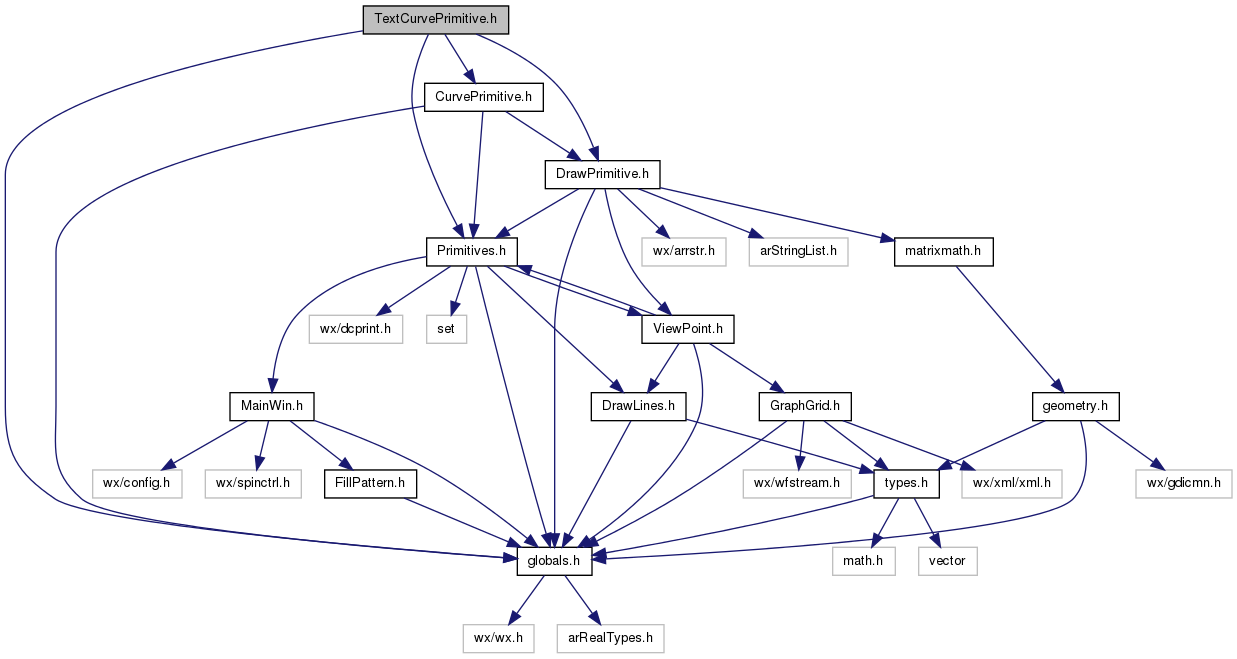 TextCurvePrimitive.h
CurvePrimitive.h
DrawPrimitive.h
Primitives.h
wx/arrstr.h
arStringList.h
matrixmath.h
wx/dcprint.h
set
ViewPoint.h
MainWin.h
DrawLines.h
GraphGrid.h
geometry.h
wx/config.h
wx/spinctrl.h
FillPattern.h
wx/wfstream.h
types.h
wx/xml/xml.h
wx/gdicmn.h
globals.h
math.h
vector
wx/wx.h
arRealTypes.h